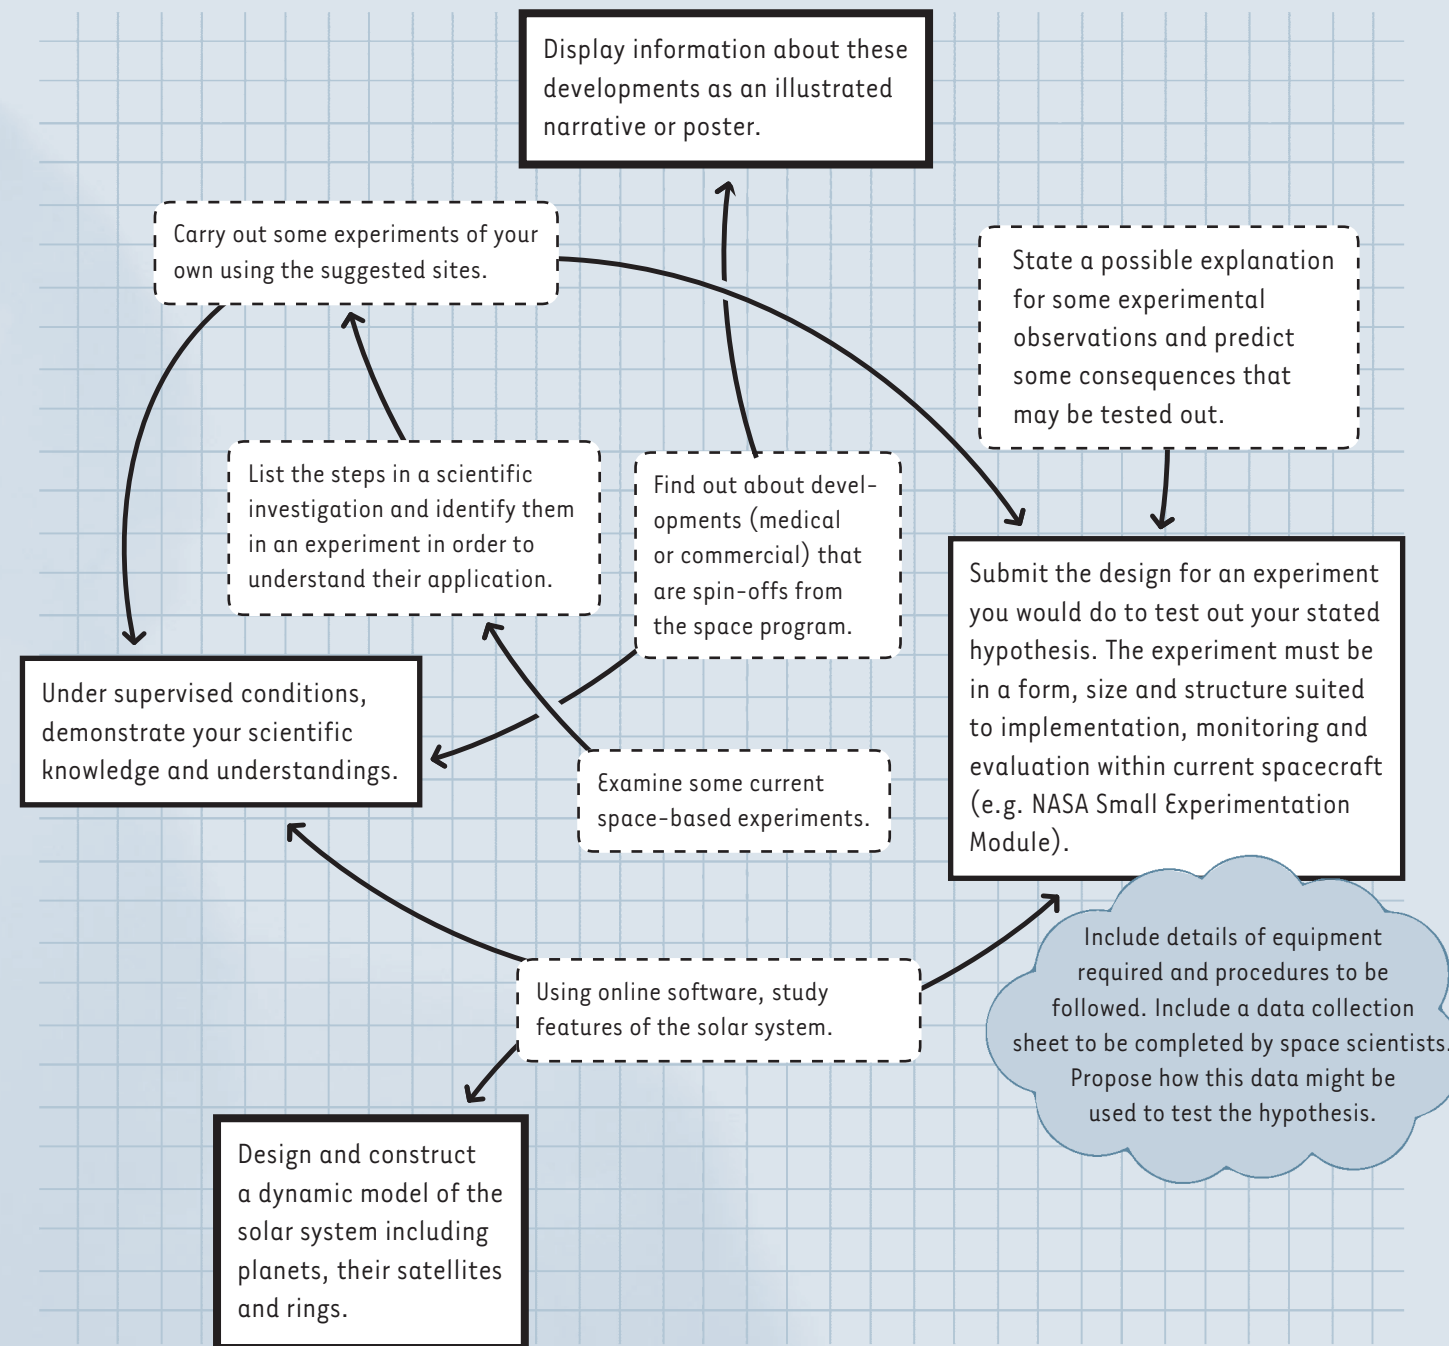 Display information about these
developments as an illustrated
narrative or poster.
Carry out some experiments of your
own using the suggested sites.
State a possible explanation
for some experimental
observations and predict
some consequences that
may be tested out.
List the steps in a scientific
investigation and identify them
in an experiment in order to
understand their application.
Find out about devel-
opments (medical
or commercial) that
are spin-offs from
the space program.
Submit the design for an experiment
you would do to test out your stated
hypothesis. The experiment must be
in a form, size and structure suited
to implementation, monitoring and
evaluation within current spacecraft
(e.g. NASA Small Experimentation
Module).
Under supervised conditions,
demonstrate your scientific
knowledge and understandings.
Examine some current
space-based experiments.
Include details of equipment
required and procedures to be
followed. Include a data collection
sheet to be completed by space scientists.
Propose how this data might be
used to test the hypothesis.
Using online software, study
features of the solar system.
Design and construct
a dynamic model of the
solar system including
planets, their satellites
and rings.